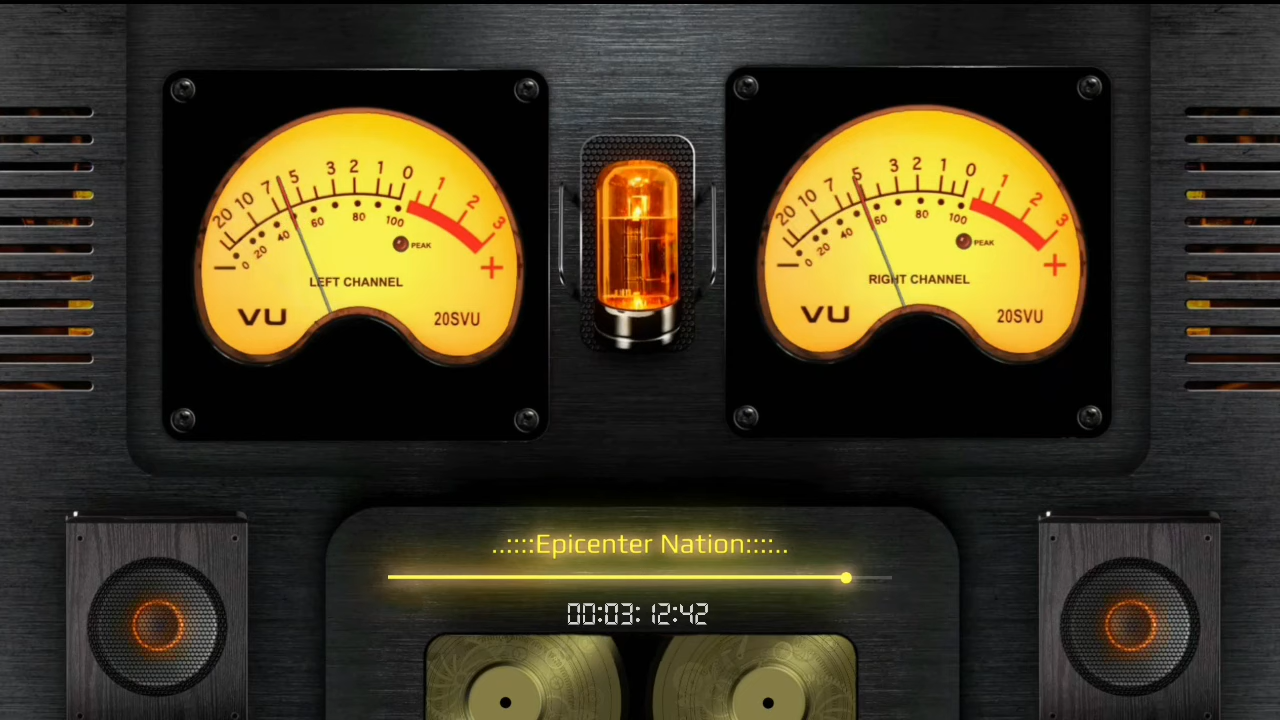 20 10 7 5 3 2 1 0 1 2 3
0 20 40 60 80 100
PEAK
− +
LEFT CHANNEL
VU 20SVU
20 10 7 5 3 2 1 0 1 2 3
0 20 40 60 80 100
PEAK
− +
RIGHT CHANNEL
VU 20SVU
..::::Epicenter Nation::::..
00:03:12:42